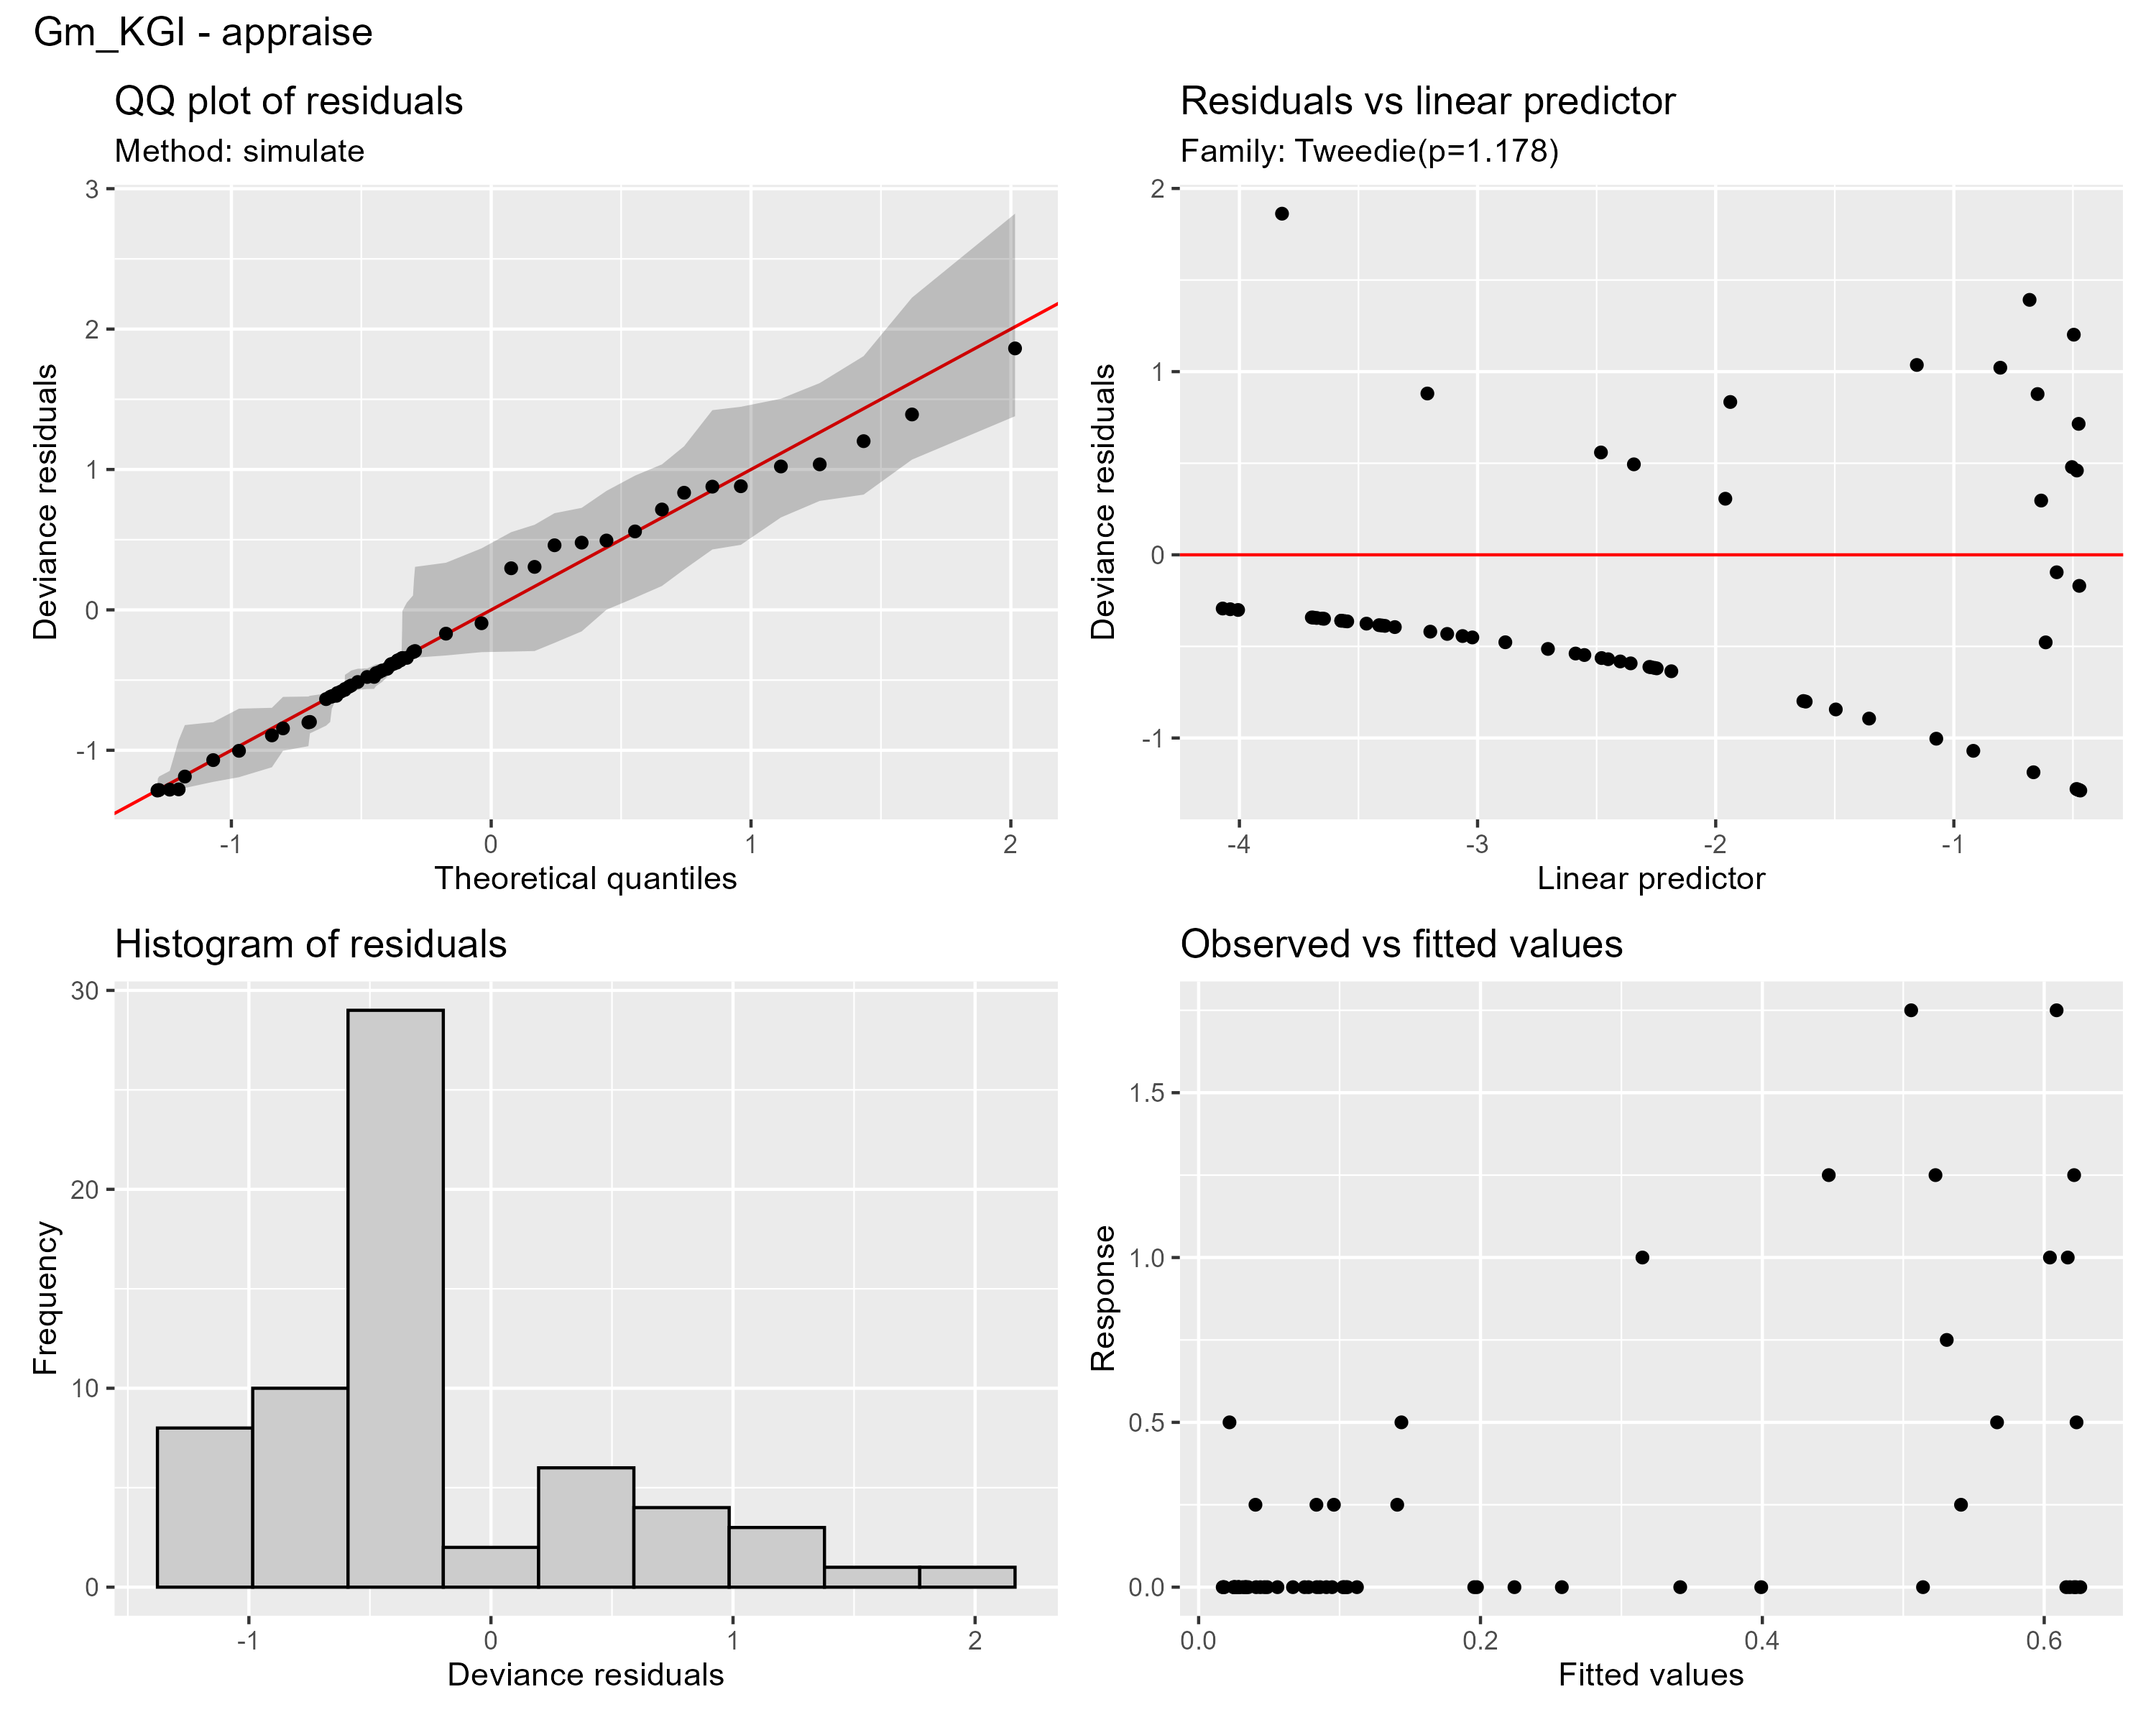 Gm_KGI - appraise
QQ plot of residuals
Method: simulate
3
2
1
0
-1
Deviance residuals
-1
0
1
2
Theoretical quantiles
Residuals vs linear predictor
Family: Tweedie(p=1.178)
2
1
0
-1
Deviance residuals
-4
-3
-2
-1
Linear predictor
Histogram of residuals
30
20
10
0
Frequency
-1
0
1
2
Deviance residuals
Observed vs fitted values
1.5
1.0
0.5
0.0
Response
0.0
0.2
0.4
0.6
Fitted values